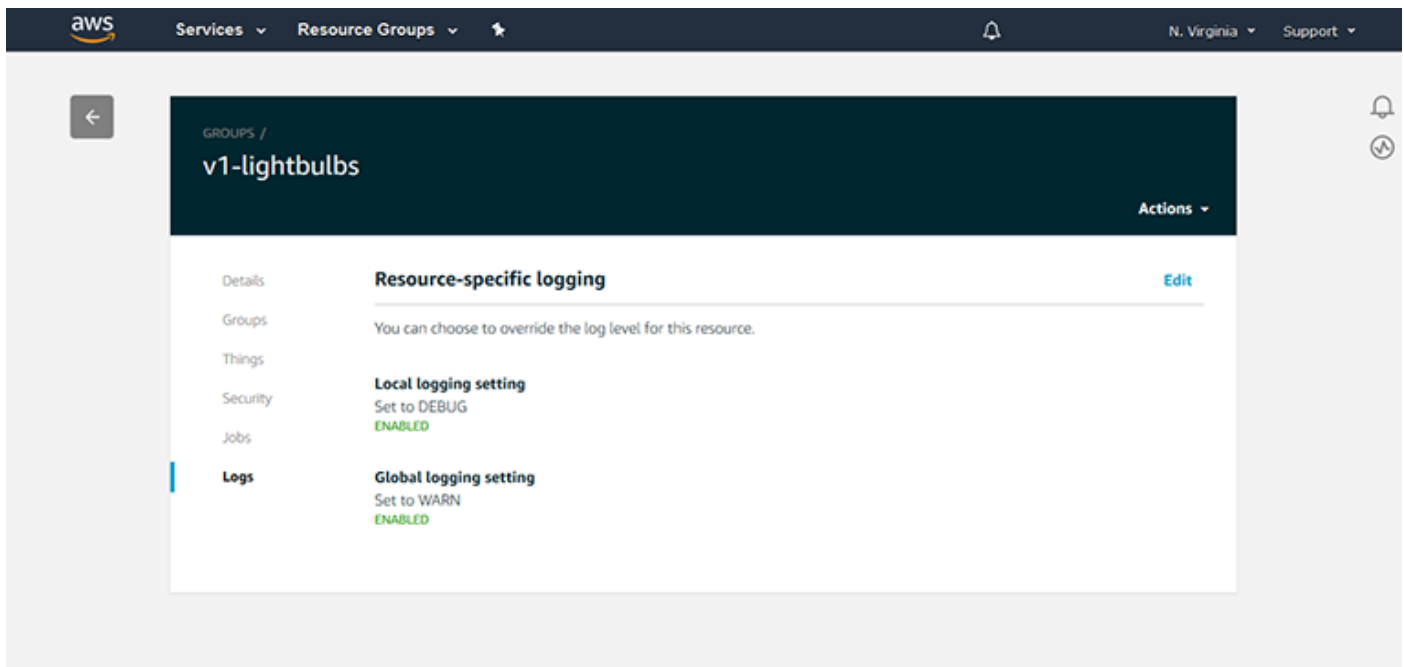 aws Services Resource Groups N. Virginia Support
GROUPS /
v1-lightbulbs
Actions
Details
Groups
Things
Security
Jobs
Logs
Resource-specific logging Edit
You can choose to override the log level for this resource.
Local logging setting
Set to DEBUG
ENABLED
Global logging setting
Set to WARN
ENABLED